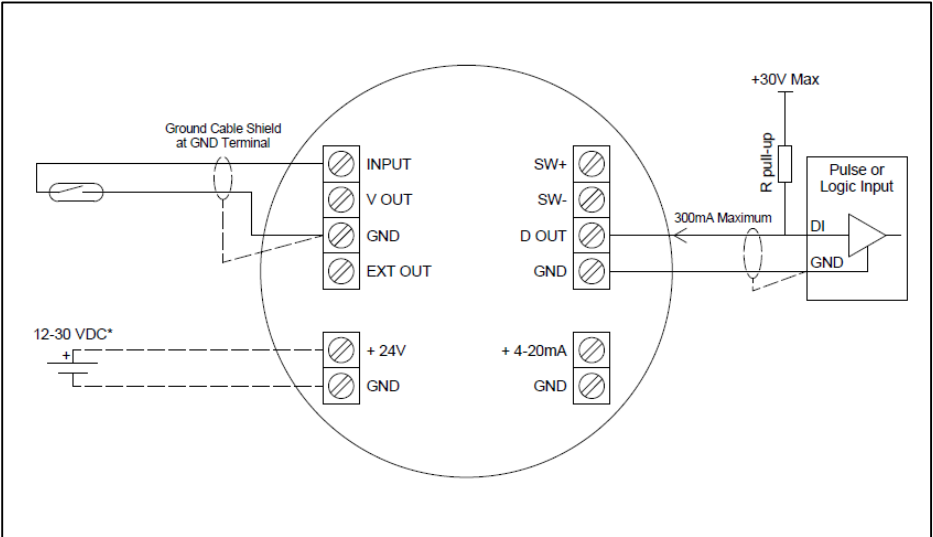 +30V Max
Ground Cable Shield
at GND Terminal
R pull-up
INPUT
V OUT
GND
EXT OUT
SW+
SW-
D OUT
GND
300mA Maximum
Pulse or
Logic Input
DI
GND
12-30 VDC*
+
+ 24V
GND
+ 4-20mA
GND